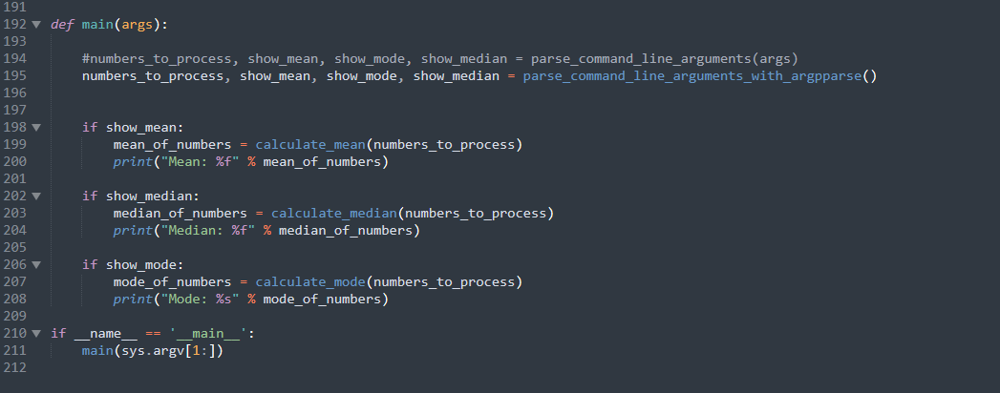 191
192 def main(args):
193
194 #numbers_to_process, show_mean, show_mode, show_median = parse_command_line_arguments(args)
195 numbers_to_process, show_mean, show_mode, show_median = parse_command_line_arguments_with_argpparse()
196
197
198 if show_mean:
199 mean_of_numbers = calculate_mean(numbers_to_process)
200 print("Mean: %f" % mean_of_numbers)
201
202 if show_median:
203 median_of_numbers = calculate_median(numbers_to_process)
204 print("Median: %f" % median_of_numbers)
205
206 if show_mode:
207 mode_of_numbers = calculate_mode(numbers_to_process)
208 print("Mode: %s" % mode_of_numbers)
209
210 if __name__ == '__main__':
211 main(sys.argv[1:])
212